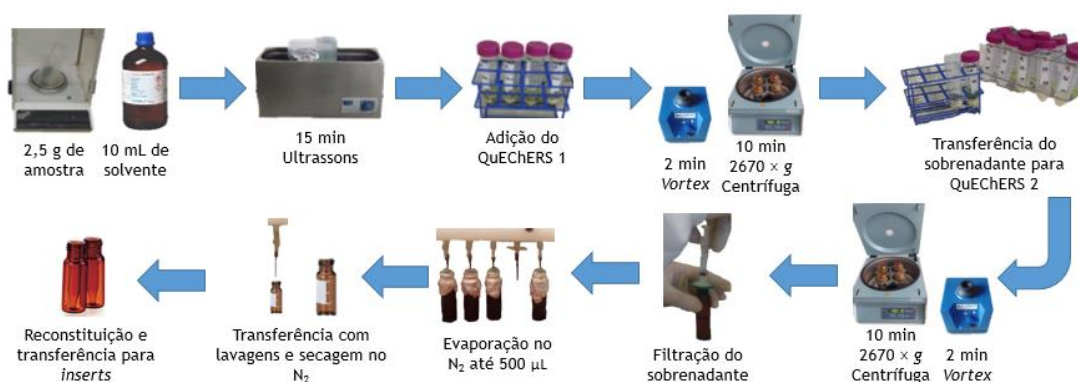 2,5 g de
amostra
10 mL de
solvente
15 min
Ultrassons
Adição do
QuEChERS 1
2 min
Vortex
10 min
2670 × g
Centrífuga
Transferência do
sobrenadante para
QuEChERS 2
10 min
2670 × g
Centrífuga
2 min
Vortex
Filtração do
sobrenadante
Evaporação no
N₂ até 500 µL
Transferência com
lavagens e secagem no
N₂
Reconstituição e
transferência para
inserts